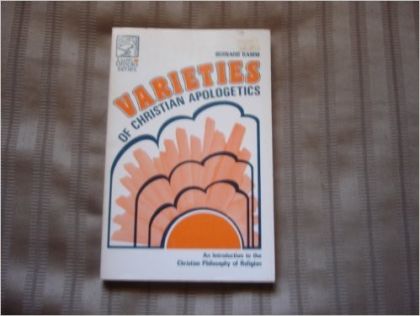 BERNARD RAMM
VARIETIES
OF CHRISTIAN APOLOGETICS
An Introduction to the
Christian Philosophy of Religion